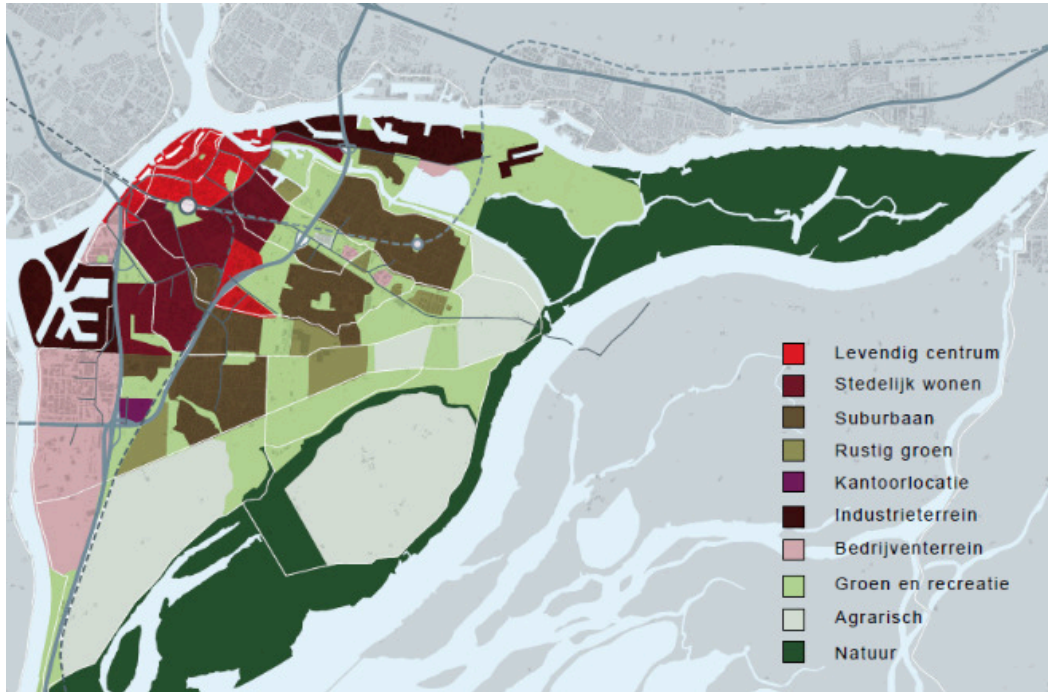 Levendig centrum
Stedelijk wonen
Suburbaan
Rustig groen
Kantoorlocatie
Industrieterrein
Bedrijventerrein
Groen en recreatie
Agrarisch
Natuur